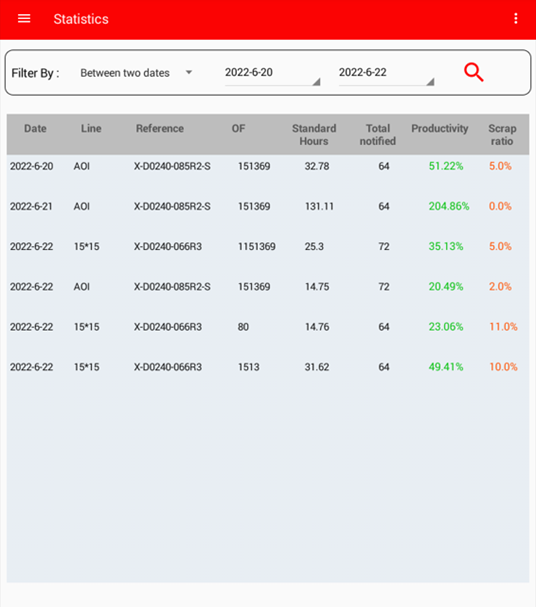 Statistics
Filter By : Between two dates 2022-6-20 2022-6-22
Date Line Reference OF Standard Hours Total notified Productivity Scrap ratio
2022-6-20 AOI X-D0240-085R2-S 151369 32.78 64 51.22% 5.0%
2022-6-21 AOI X-D0240-085R2-S 151369 131.11 64 204.86% 0.0%
2022-6-22 15*15 X-D0240-066R3 1151369 25.3 72 35.13% 5.0%
2022-6-22 AOI X-D0240-085R2-S 151369 14.75 72 20.49% 2.0%
2022-6-22 15*15 X-D0240-066R3 80 14.76 64 23.06% 11.0%
2022-6-22 15*15 X-D0240-066R3 1513 31.62 64 49.41% 10.0%